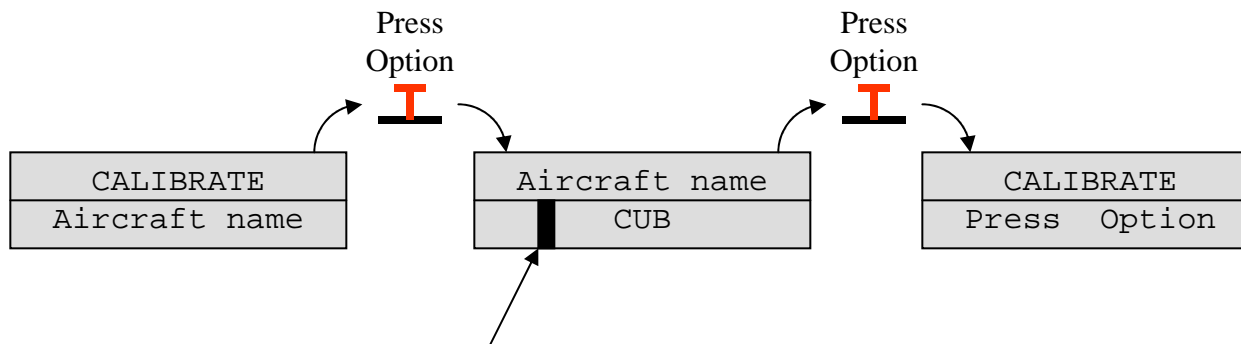 Press
Option
Press
Option
CALIBRATE
Aircraft name
Aircraft name
CUB
CALIBRATE
Press Option